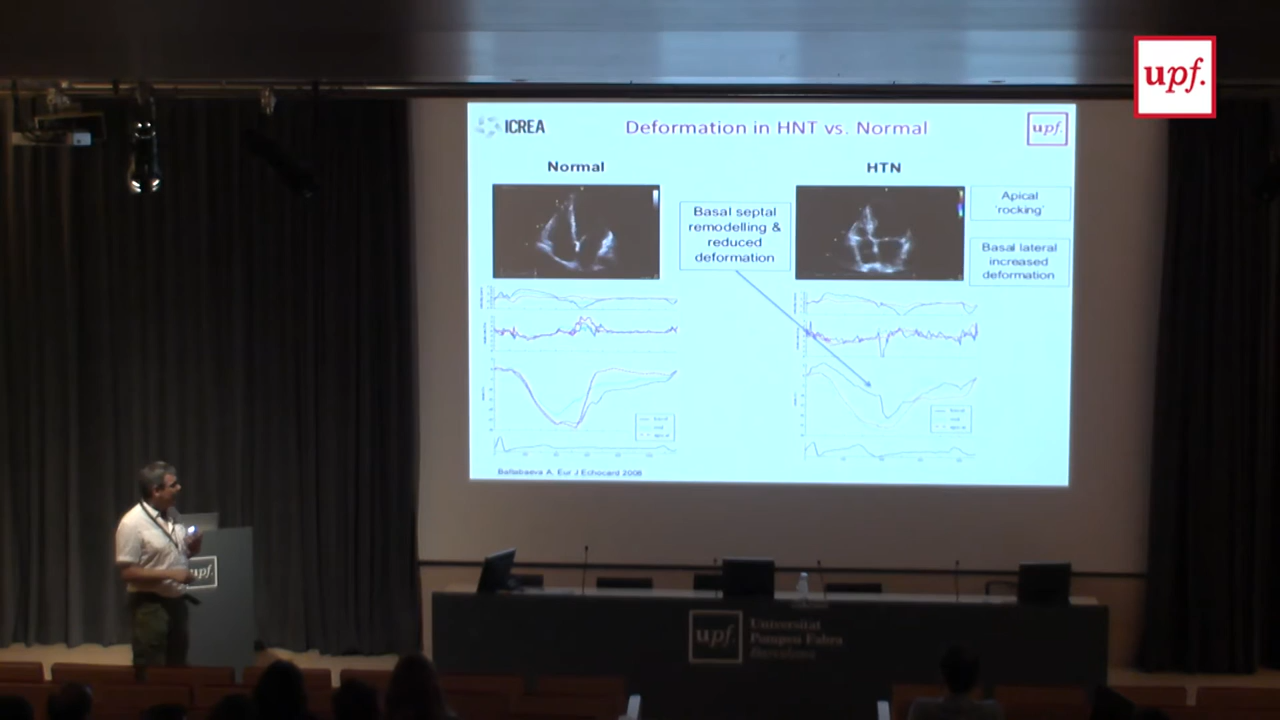 upf.
ICREA
Deformation in HNT vs. Normal
upf.
Normal
HTN
Basal septal
remodelling &
reduced
deformation
Apical
'rocking'
Basal lateral
increased
deformation
Baltabaeva A, Eur J Echocard 2008
upf.
upf.
Universitat
Pompeu Fabra
Barcelona